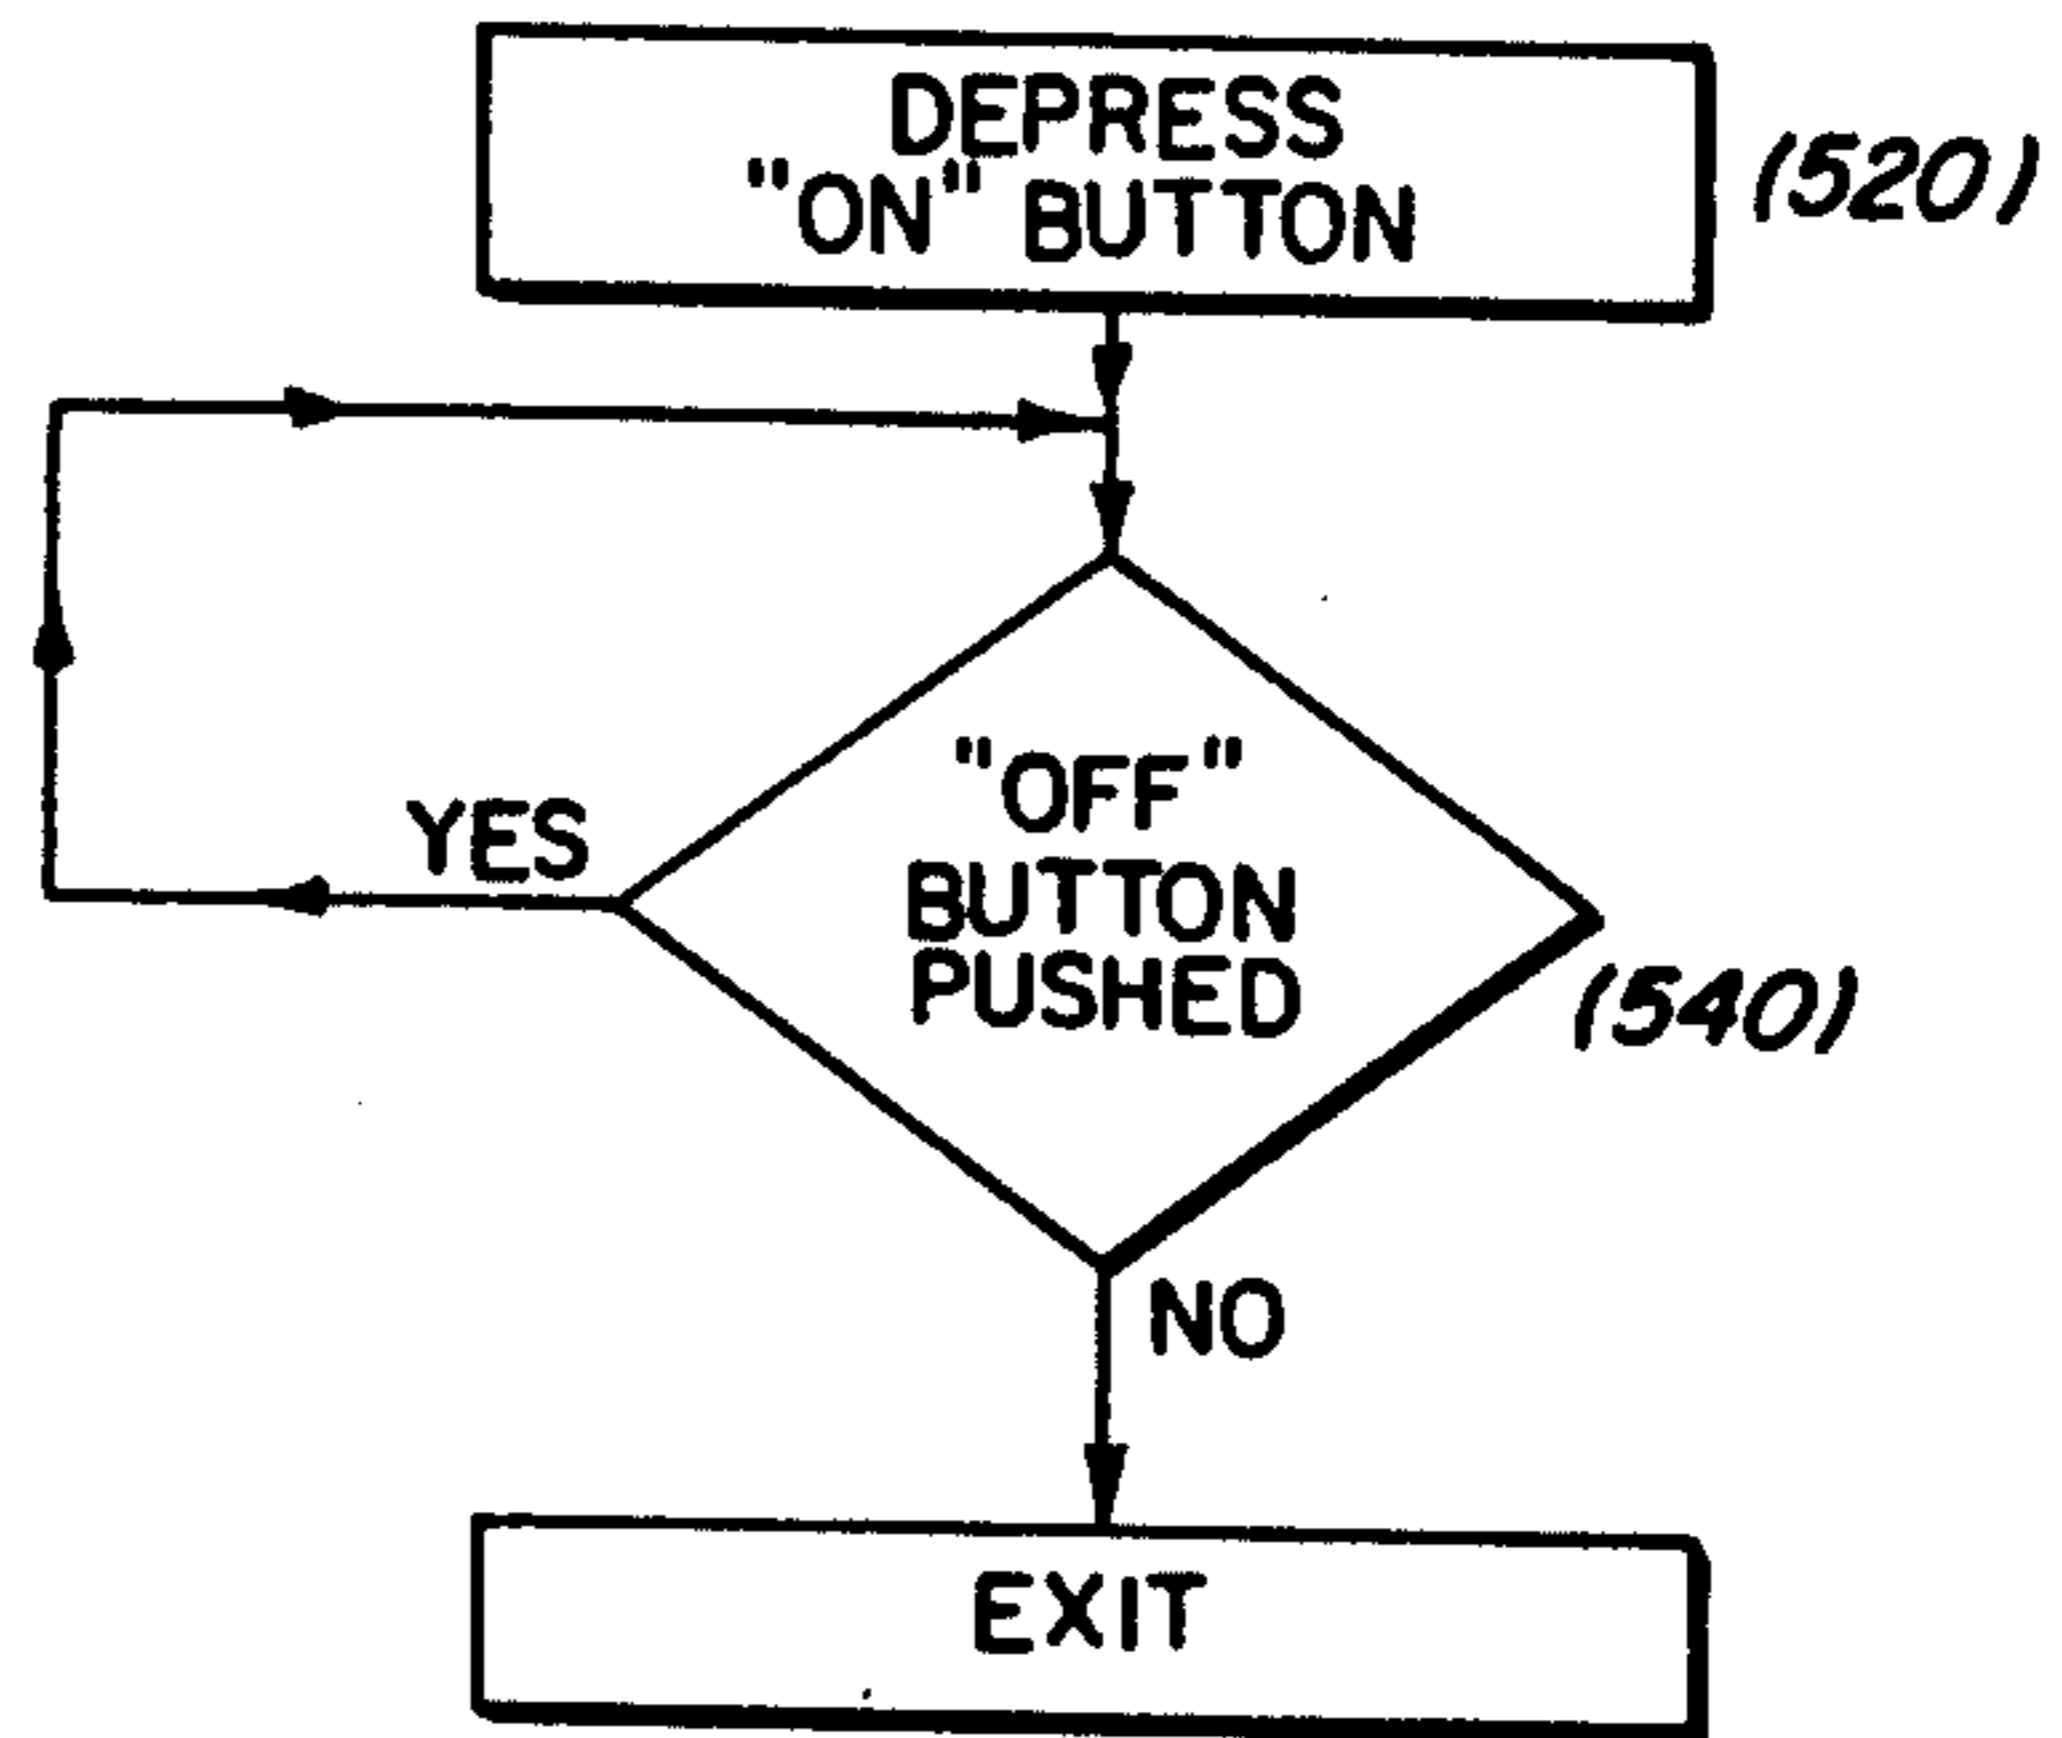 DEPRESS
"ON" BUTTON
(520)
"OFF"
BUTTON
PUSHED
YES
(540)
NO
EXIT